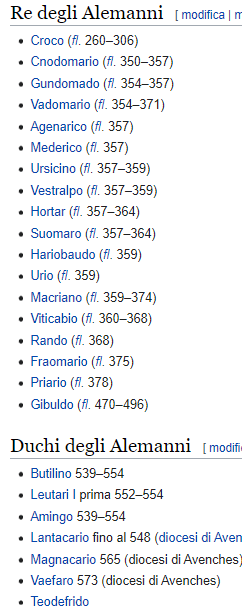 Re degli Alemanni [ modifica | m
Croco (fl. 260–306)
Cnodomario (fl. 350–357)
Gundomado (fl. 354–357)
Vadomario (fl. 354–371)
Agenarico (fl. 357)
Mederico (fl. 357)
Ursicino (fl. 357–359)
Vestralpo (fl. 357–359)
Hortar (fl. 357–364)
Suomaro (fl. 357–364)
Hariobaudo (fl. 359)
Urio (fl. 359)
Macriano (fl. 359–374)
Viticabio (fl. 360–368)
Rando (fl. 368)
Fraomario (fl. 375)
Priario (fl. 378)
Gibuldo (fl. 470–496)
Duchi degli Alemanni [ modifi
Butilino 539–554
Leutari I prima 552–554
Amingo 539–554
Lantacario fino al 548 (diocesi di Aven
Magnacario 565 (diocesi di Avenches)
Vaefaro 573 (diocesi di Avenches)
Teodefrido